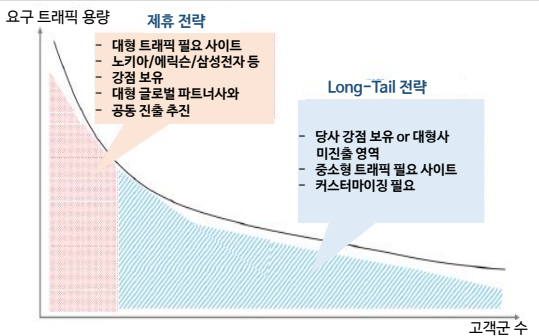 요구 트래픽 용량
제휴 전략
- 대형 트래픽 필요 사이트
- 노키아/에릭슨/삼성전자 등
- 강점 보유
- 대형 글로벌 파트너사와
- 공동 진출 추진
Long-Tail 전략
- 당사 강점 보유 or 대형사
미진출 영역
- 중소형 트래픽 필요 사이트
- 커스터마이징 필요
고객군 수